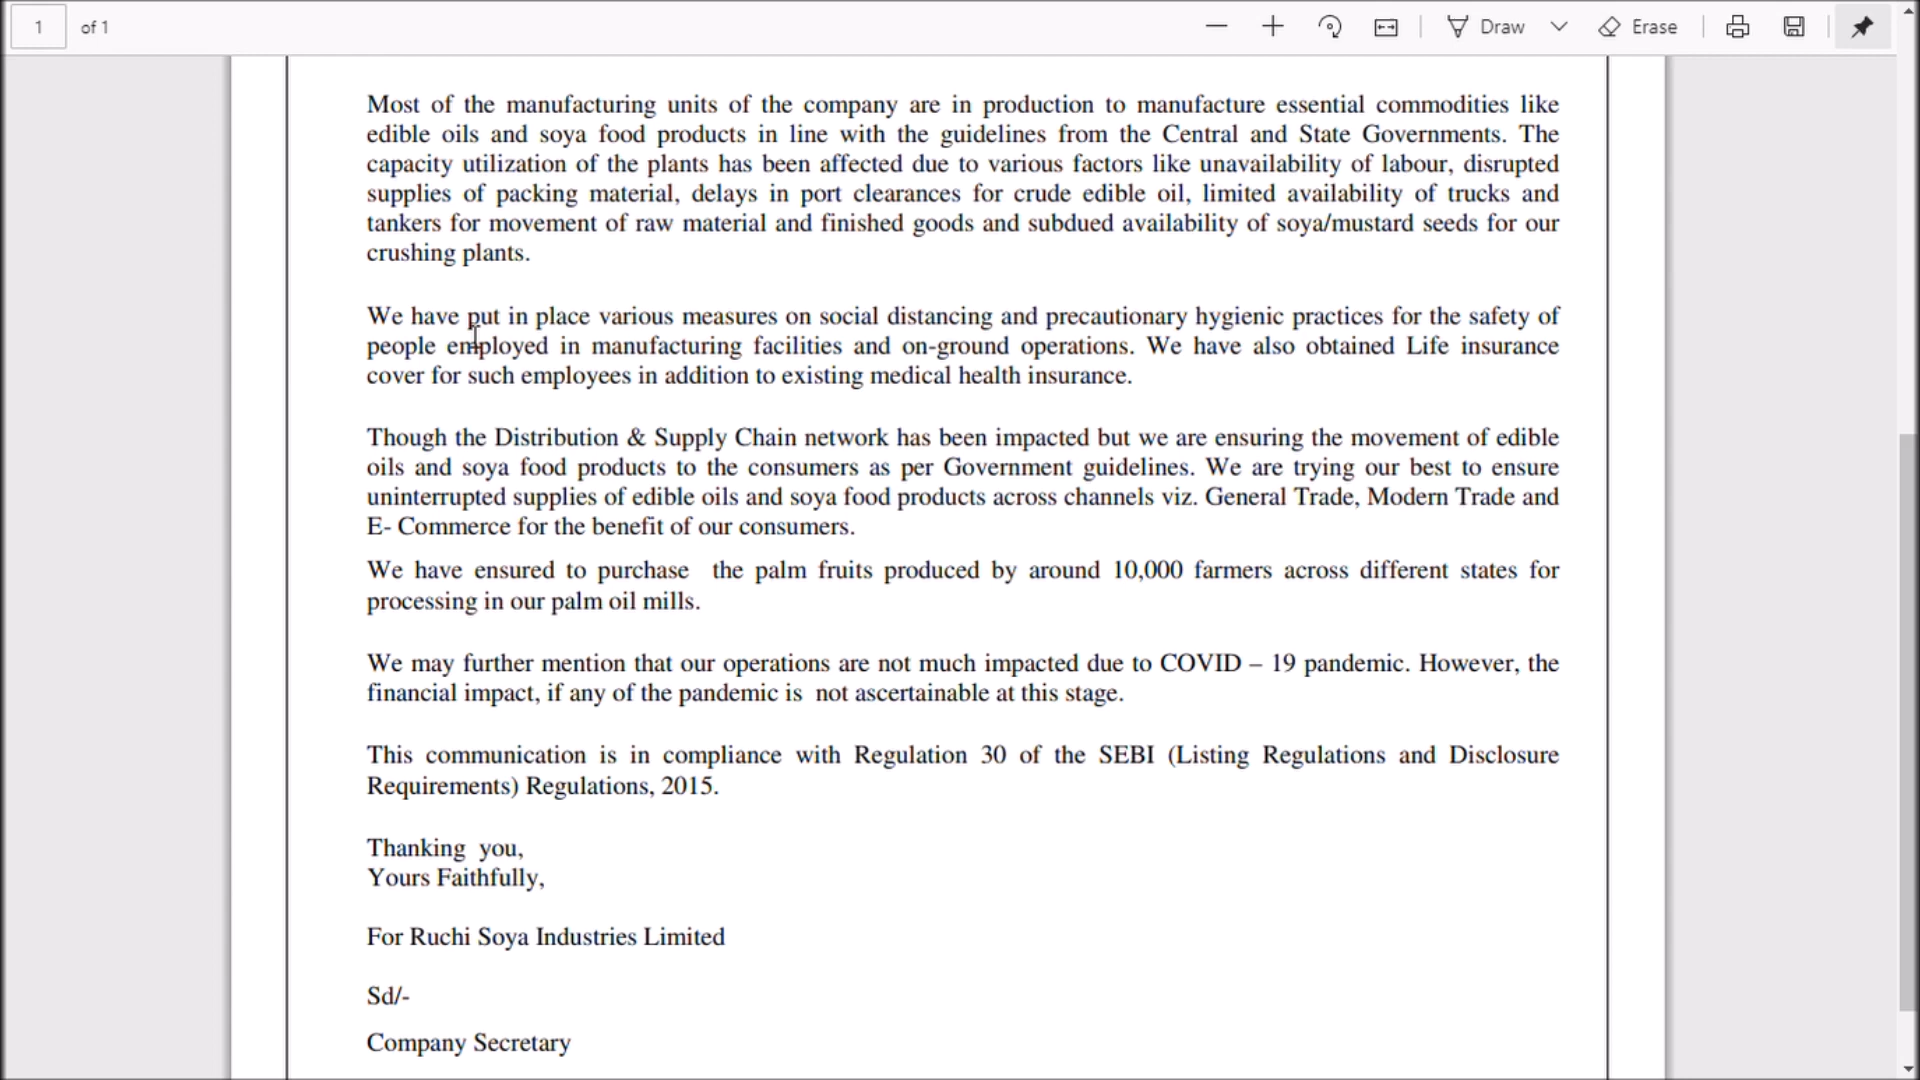 1 of 1 Draw Erase
Most of the manufacturing units of the company are in production to manufacture essential commodities like
edible oils and soya food products in line with the guidelines from the Central and State Governments. The
capacity utilization of the plants has been affected due to various factors like unavailability of labour, disrupted
supplies of packing material, delays in port clearances for crude edible oil, limited availability of trucks and
tankers for movement of raw material and finished goods and subdued availability of soya/mustard seeds for our
crushing plants.
We have put in place various measures on social distancing and precautionary hygienic practices for the safety of
people employed in manufacturing facilities and on-ground operations. We have also obtained Life insurance
cover for such employees in addition to existing medical health insurance.
Though the Distribution & Supply Chain network has been impacted but we are ensuring the movement of edible
oils and soya food products to the consumers as per Government guidelines. We are trying our best to ensure
uninterrupted supplies of edible oils and soya food products across channels viz. General Trade, Modern Trade and
E- Commerce for the benefit of our consumers.
We have ensured to purchase the palm fruits produced by around 10,000 farmers across different states for
processing in our palm oil mills.
We may further mention that our operations are not much impacted due to COVID – 19 pandemic. However, the
financial impact, if any of the pandemic is not ascertainable at this stage.
This communication is in compliance with Regulation 30 of the SEBI (Listing Regulations and Disclosure
Requirements) Regulations, 2015.
Thanking you,
Yours Faithfully,
For Ruchi Soya Industries Limited
Sd/-
Company Secretary